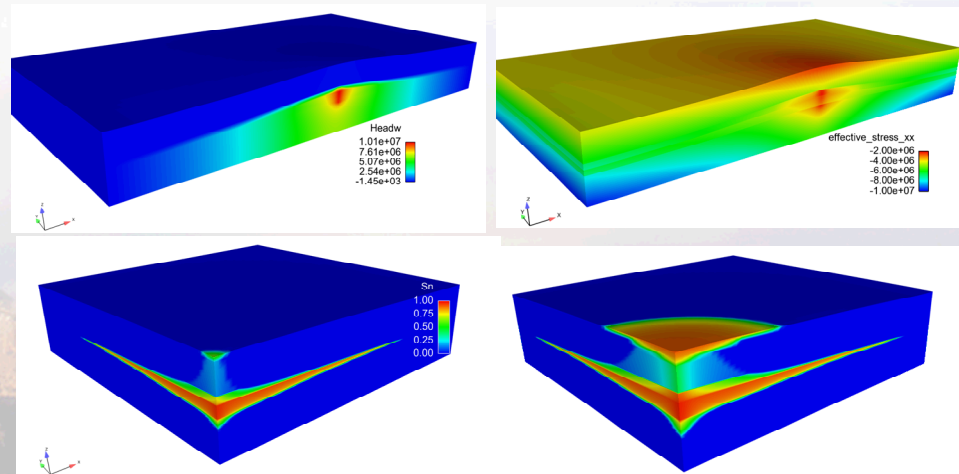 Headw
1.01e+07
7.61e+06
5.07e+06
2.54e+06
-1.45e+03
Z
Y
X
effective_stress_xx
-2.00e+06
-4.00e+06
-6.00e+06
-8.00e+06
-1.00e+07
Z
Y
X
Sn
1.00
0.75
0.50
0.25
0.00
Z
Y
X